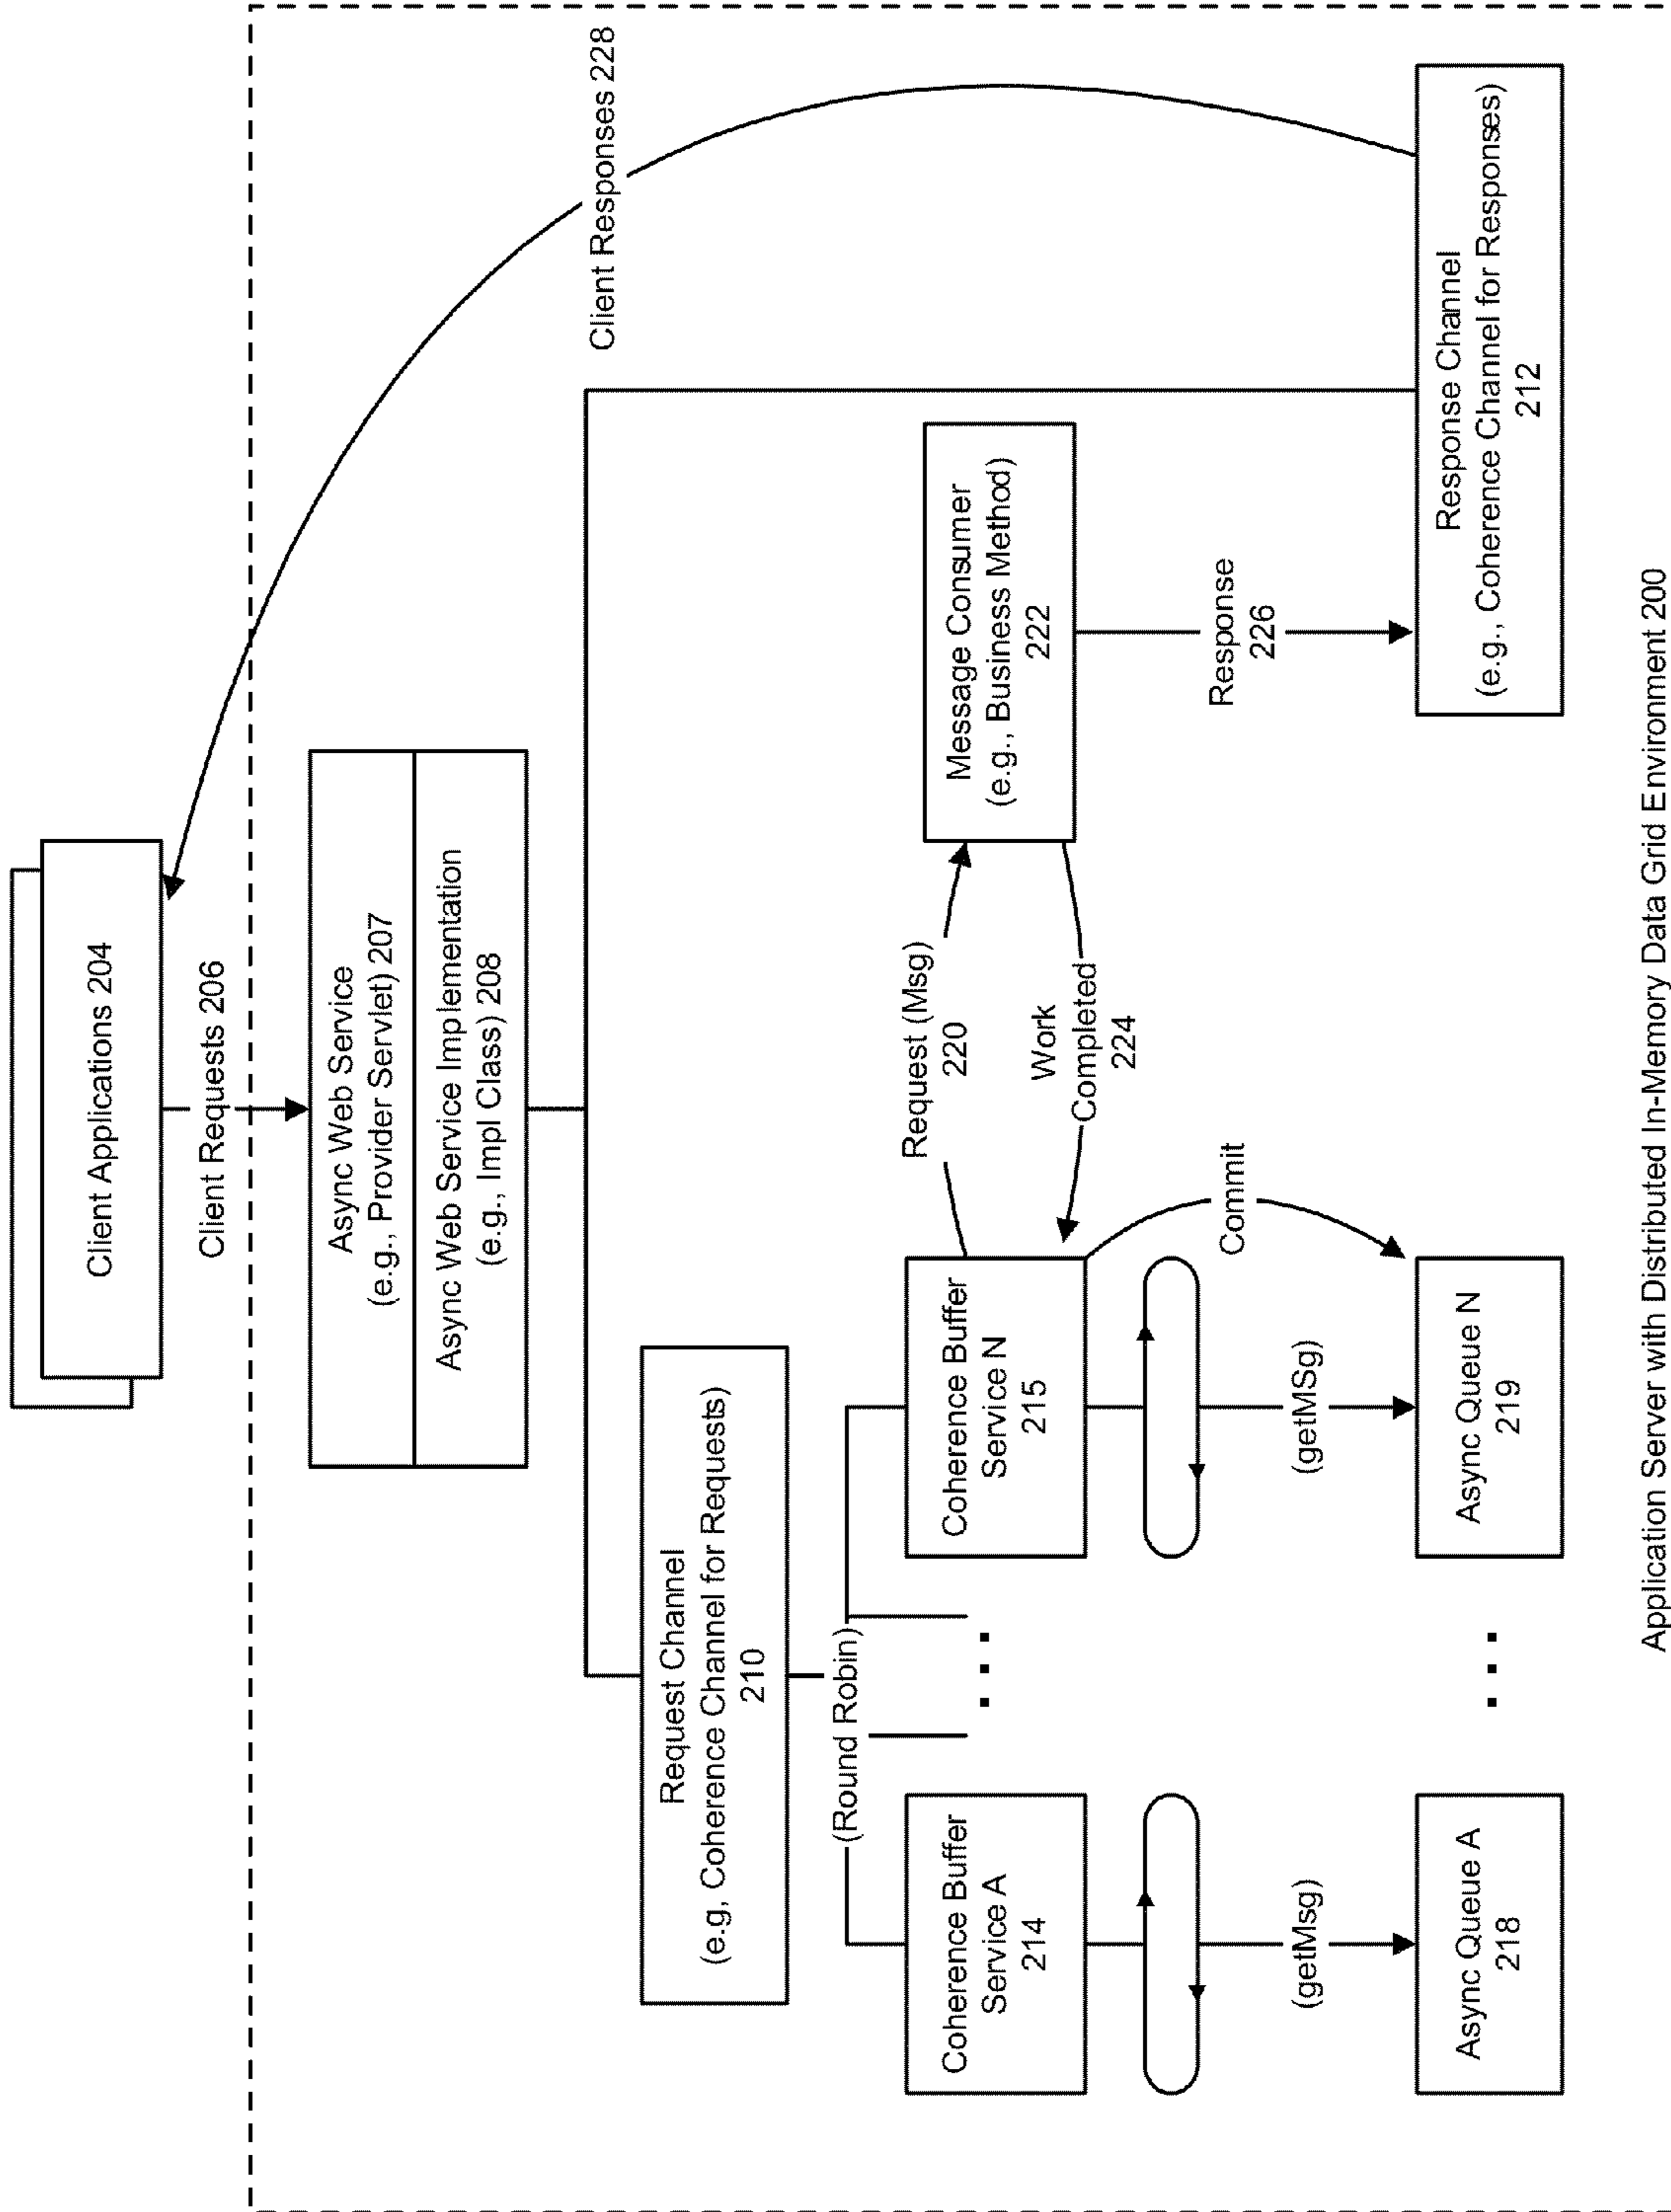 Client Applications 204
Client Requests 206
Client Responses 228
Async Web Service
(e.g., Provider Servlet) 207
Async Web Service Implementation
(e.g., Impl Class) 208
Request Channel
(e.g, Coherence Channel for Requests)
210
(Round Robin)
Coherence Buffer
Service A
214
. . .
Coherence Buffer
Service N
215
Request (Msg)
220
Work
Completed
224
Message Consumer
(e.g., Business Method)
222
Commit
(getMsg)
(getMSg)
Response
226
Async Queue A
218
. . .
Async Queue N
219
Response Channel
(e.g., Coherence Channel for Responses)
212
Application Server with Distributed In-Memory Data Grid Environment 200